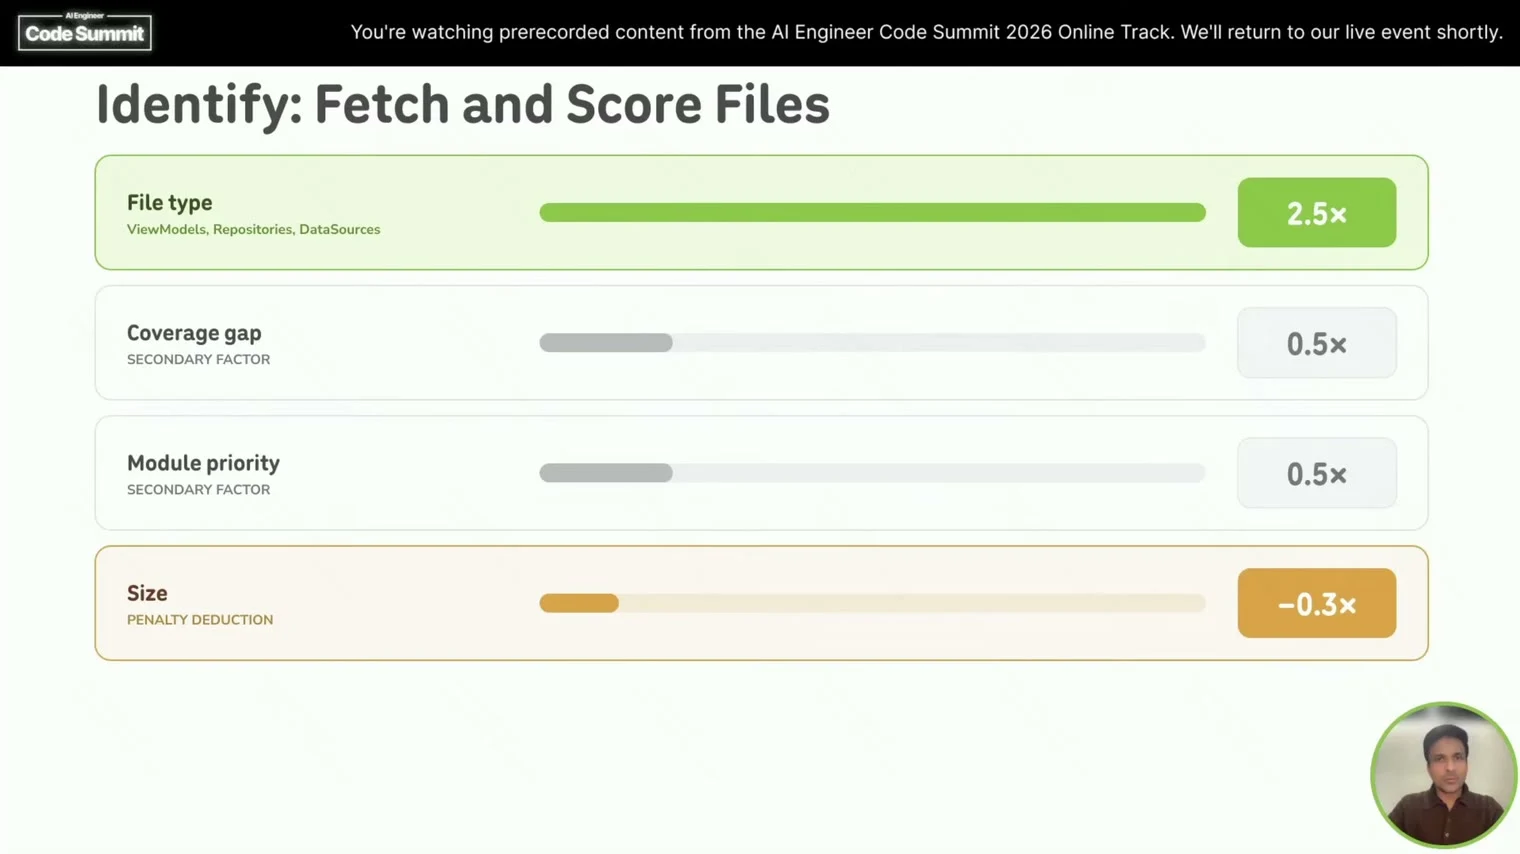 AI Engineer
Code Summit
You're watching prerecorded content from the AI Engineer Code Summit 2026 Online Track. We'll return to our live event shortly.
Identify: Fetch and Score Files
File type
ViewModels, Repositories, DataSources
2.5×
Coverage gap
SECONDARY FACTOR
0.5×
Module priority
SECONDARY FACTOR
0.5×
Size
PENALTY DEDUCTION
−0.3×